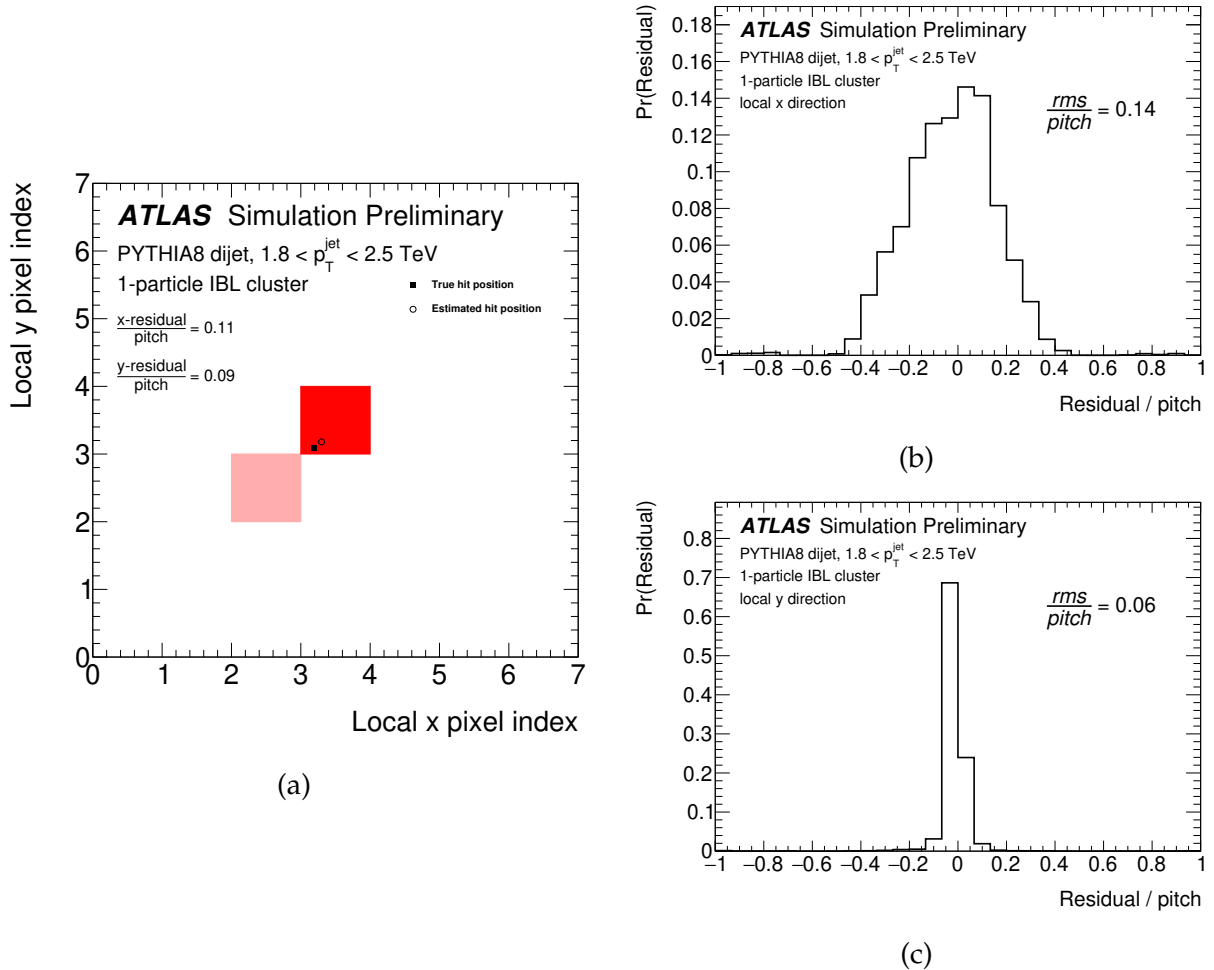 Local y pixel index
7
6
5
4
3
2
1
0
ATLAS Simulation Preliminary
PYTHIA8 dijet, 1.8 < p_T^jet < 2.5 TeV
1-particle IBL cluster
True hit position
Estimated hit position
x-residual
pitch
= 0.11
y-residual
pitch
= 0.09
0 1 2 3 4 5 6 7
Local x pixel index
(a)
Pr(Residual)
0.18
0.16
0.14
0.12
0.1
0.08
0.06
0.04
0.02
0
ATLAS Simulation Preliminary
PYTHIA8 dijet, 1.8 < p_T^jet < 2.5 TeV
1-particle IBL cluster
local x direction
rms
pitch
= 0.14
−1 −0.8 −0.6 −0.4 −0.2 0 0.2 0.4 0.6 0.8 1
Residual / pitch
(b)
Pr(Residual)
0.8
0.7
0.6
0.5
0.4
0.3
0.2
0.1
0
ATLAS Simulation Preliminary
PYTHIA8 dijet, 1.8 < p_T^jet < 2.5 TeV
1-particle IBL cluster
local y direction
rms
pitch
= 0.06
−1 −0.8 −0.6 −0.4 −0.2 0 0.2 0.4 0.6 0.8 1
Residual / pitch
(c)